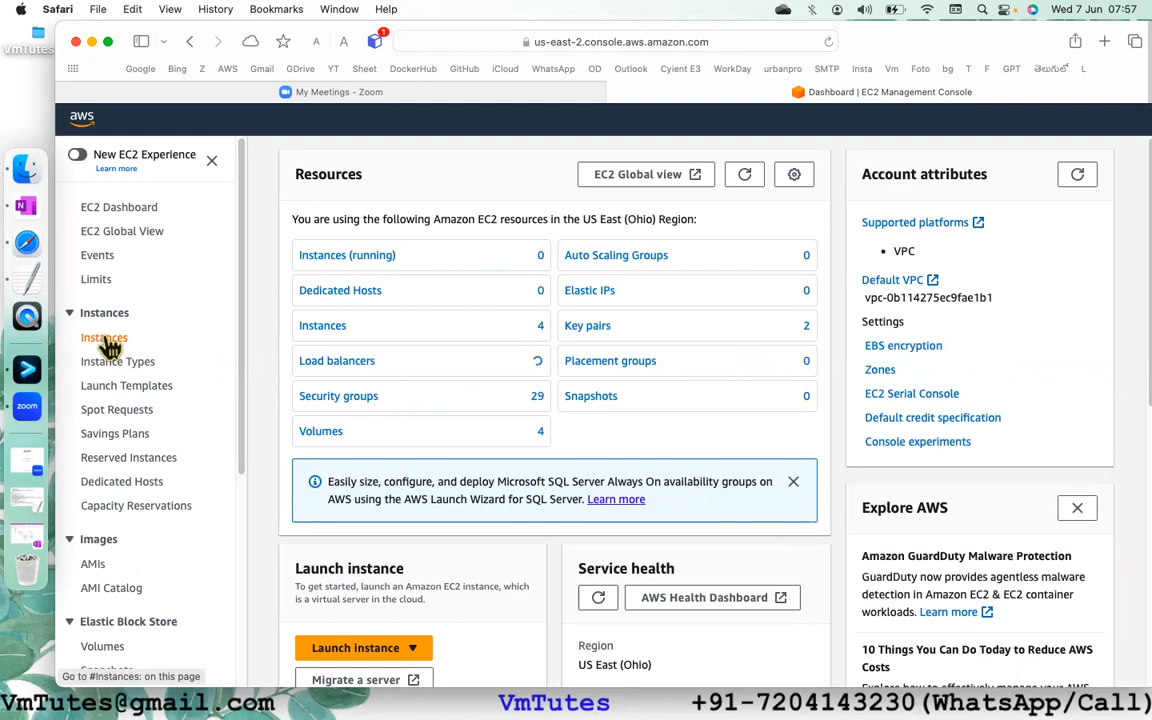 Safari File Edit View History Bookmarks Window Help Wed 7 Jun 07:57
VmTutes
A A 1 us-east-2.console.aws.amazon.com
Google Bing Z AWS Gmail GDrive YT Sheet DockerHub GitHub iCloud WhatsApp OD Outlook Cyient E3 WorkDay urbanpro SMTP Insta Vm Foto bg T F GPT తెలుగులో L
My Meetings - Zoom Dashboard | EC2 Management Console
aws
New EC2 Experience
Learn more
EC2 Dashboard
EC2 Global View
Events
Limits
Instances
Instances
Instance Types
Launch Templates
Spot Requests
Savings Plans
Reserved Instances
Dedicated Hosts
Capacity Reservations
Images
AMIs
AMI Catalog
Elastic Block Store
Volumes
Go to #Instances: on this page
zoom
Resources
EC2 Global view
You are using the following Amazon EC2 resources in the US East (Ohio) Region:
Instances (running) 0 Auto Scaling Groups 0
Dedicated Hosts 0 Elastic IPs 0
Instances 4 Key pairs 2
Load balancers Placement groups 0
Security groups 29 Snapshots 0
Volumes 4
Easily size, configure, and deploy Microsoft SQL Server Always On availability groups on
AWS using the AWS Launch Wizard for SQL Server. Learn more
Launch instance
To get started, launch an Amazon EC2 instance, which
is a virtual server in the cloud.
Launch instance
Migrate a server
Service health
AWS Health Dashboard
Region
US East (Ohio)
Account attributes
Supported platforms
• VPC
Default VPC
vpc-0b114275ec9fae1b1
Settings
EBS encryption
Zones
EC2 Serial Console
Default credit specification
Console experiments
Explore AWS
Amazon GuardDuty Malware Protection
GuardDuty now provides agentless malware
detection in Amazon EC2 & EC2 container
workloads. Learn more
10 Things You Can Do Today to Reduce AWS
Costs
VmTutes@gmail.com VmTutes +91-7204143230(WhatsApp/Call)